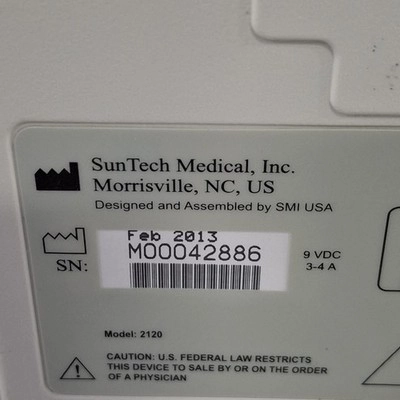 SunTech Medical, Inc.
Morrisville, NC, US
Designed and Assembled by SMI USA
Feb 2013
SN: M00042886
9 VDC
3-4 A
Model: 2120
CAUTION: U.S. FEDERAL LAW RESTRICTS
THIS DEVICE TO SALE BY OR ON THE ORDER
OF A PHYSICIAN